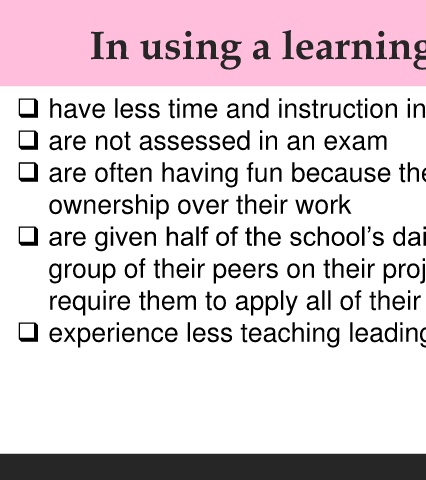 In using a learning
❑ have less time and instruction in
❑ are not assessed in an exam
❑ are often having fun because the
ownership over their work
❑ are given half of the school's dai
group of their peers on their proj
require them to apply all of their
❑ experience less teaching leading